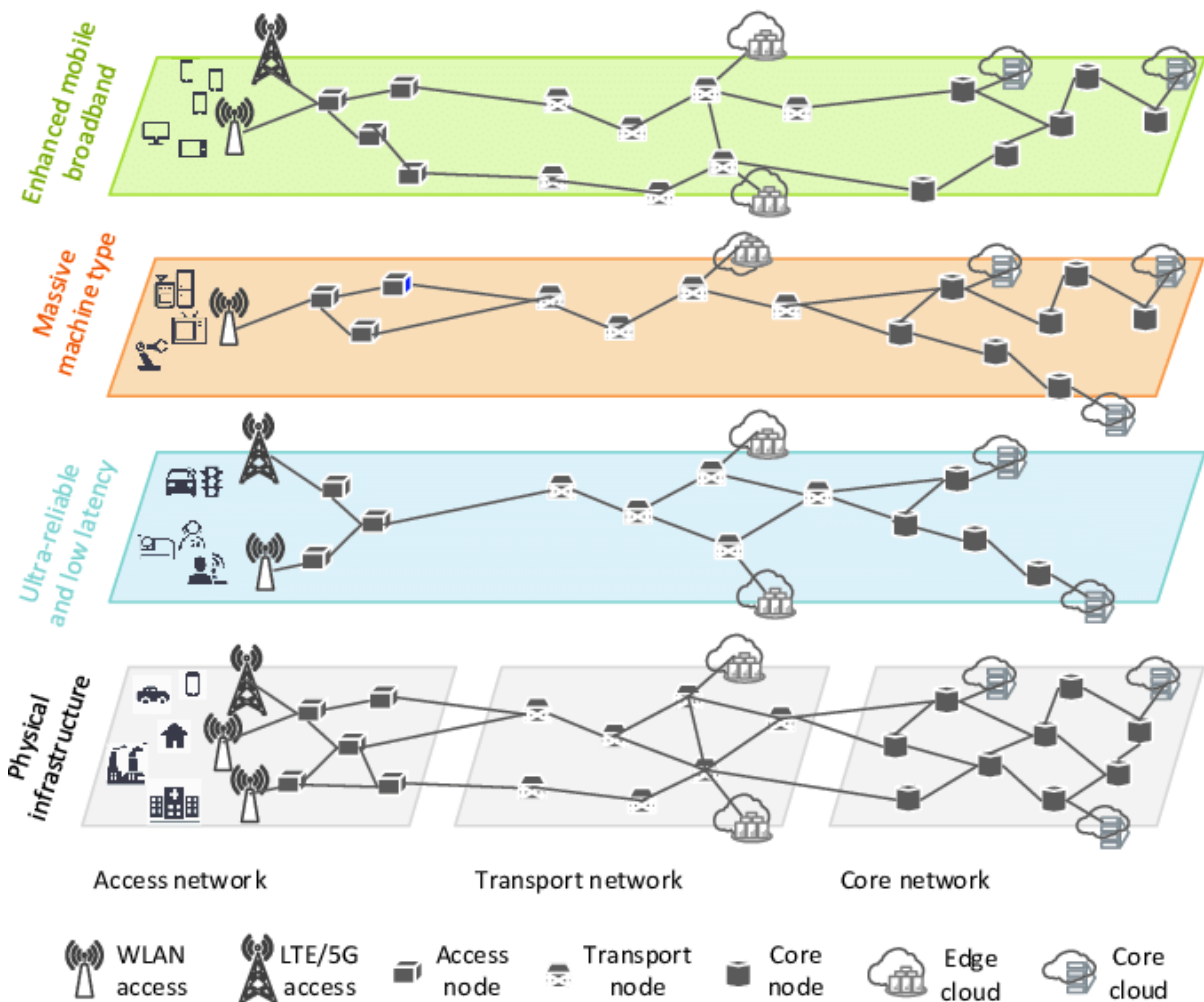 Enhanced mobile
broadband
Massive
machine type
Ultra-reliable
and low latency
Physical
infrastructure
Access network
Transport network
Core network
WLAN
access
LTE/5G
access
Access
node
Transport
node
Core
node
Edge
cloud
Core
cloud